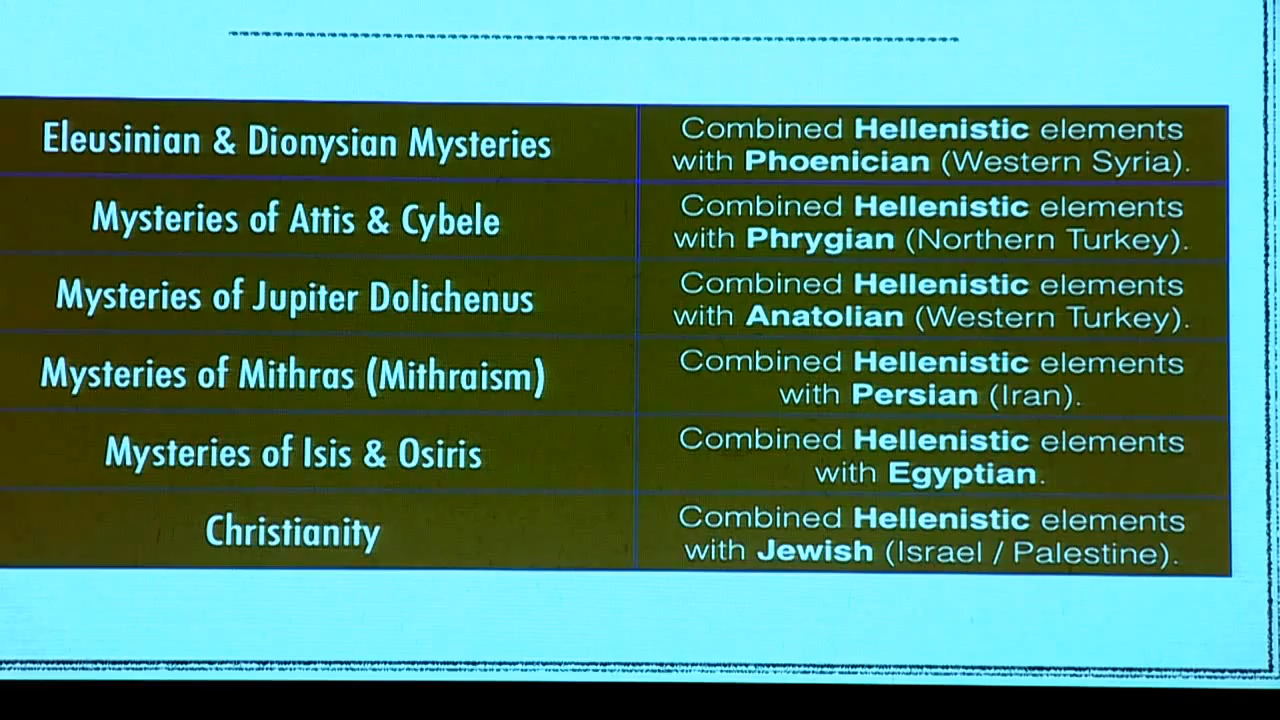 Eleusinian & Dionysian Mysteries
Combined Hellenistic elements
with Phoenician (Western Syria).
Mysteries of Attis & Cybele
Combined Hellenistic elements
with Phrygian (Northern Turkey).
Mysteries of Jupiter Dolichenus
Combined Hellenistic elements
with Anatolian (Western Turkey).
Mysteries of Mithras (Mithraism)
Combined Hellenistic elements
with Persian (Iran).
Mysteries of Isis & Osiris
Combined Hellenistic elements
with Egyptian.
Christianity
Combined Hellenistic elements
with Jewish (Israel / Palestine).